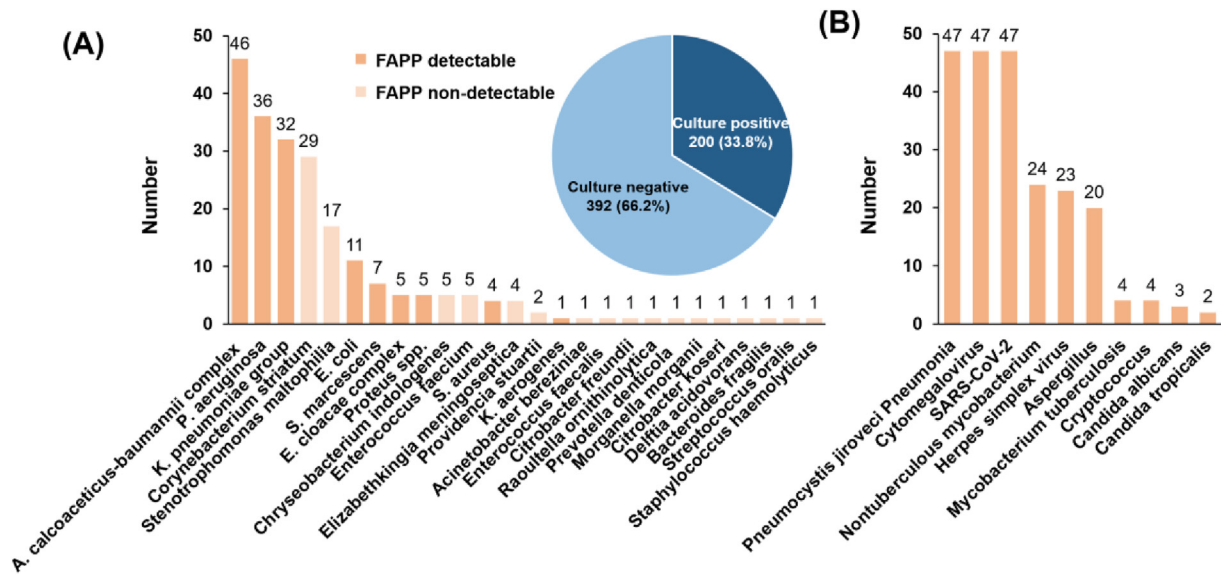 (A)
50
40
30
20
10
0
Number
FAPP detectable
FAPP non-detectable
46
36
32
29
17
11
7
5
5
5
5
4
4
2
1
1
1
1
1
1
1
1
1
1
1
1
A. calcoaceticus-baumannii complex
P. aeruginosa
K. pneumoniae group
Corynebacterium striatum
Stenotrophomonas maltophilia
E. coli
S. marcescens
E. cloacae complex
Proteus spp.
Chryseobacterium indologenes
Enterococcus faecium
S. aureus
Elizabethkingia meningoseptica
Providencia stuartii
K. aerogenes
Acinetobacter bereziniae
Enterococcus faecalis
Citrobacter freundii
Raoultella ornithinolytica
Prevotella denticola
Morganella morganii
Citrobacter koseri
Delftia acidovorans
Bacteroides fragilis
Streptococcus oralis
Staphylococcus haemolyticus
Culture positive
200 (33.8%)
Culture negative
392 (66.2%)
(B)
50
40
30
20
10
0
Number
47
47
47
24
23
20
4
4
3
2
Pneumocystis jiroveci Pneumonia
Cytomegalovirus
SARS-CoV-2
Nontuberculous mycobacterium
Herpes simplex virus
Aspergillus
Mycobacterium tuberculosis
Cryptococcus
Candida albicans
Candida tropicalis